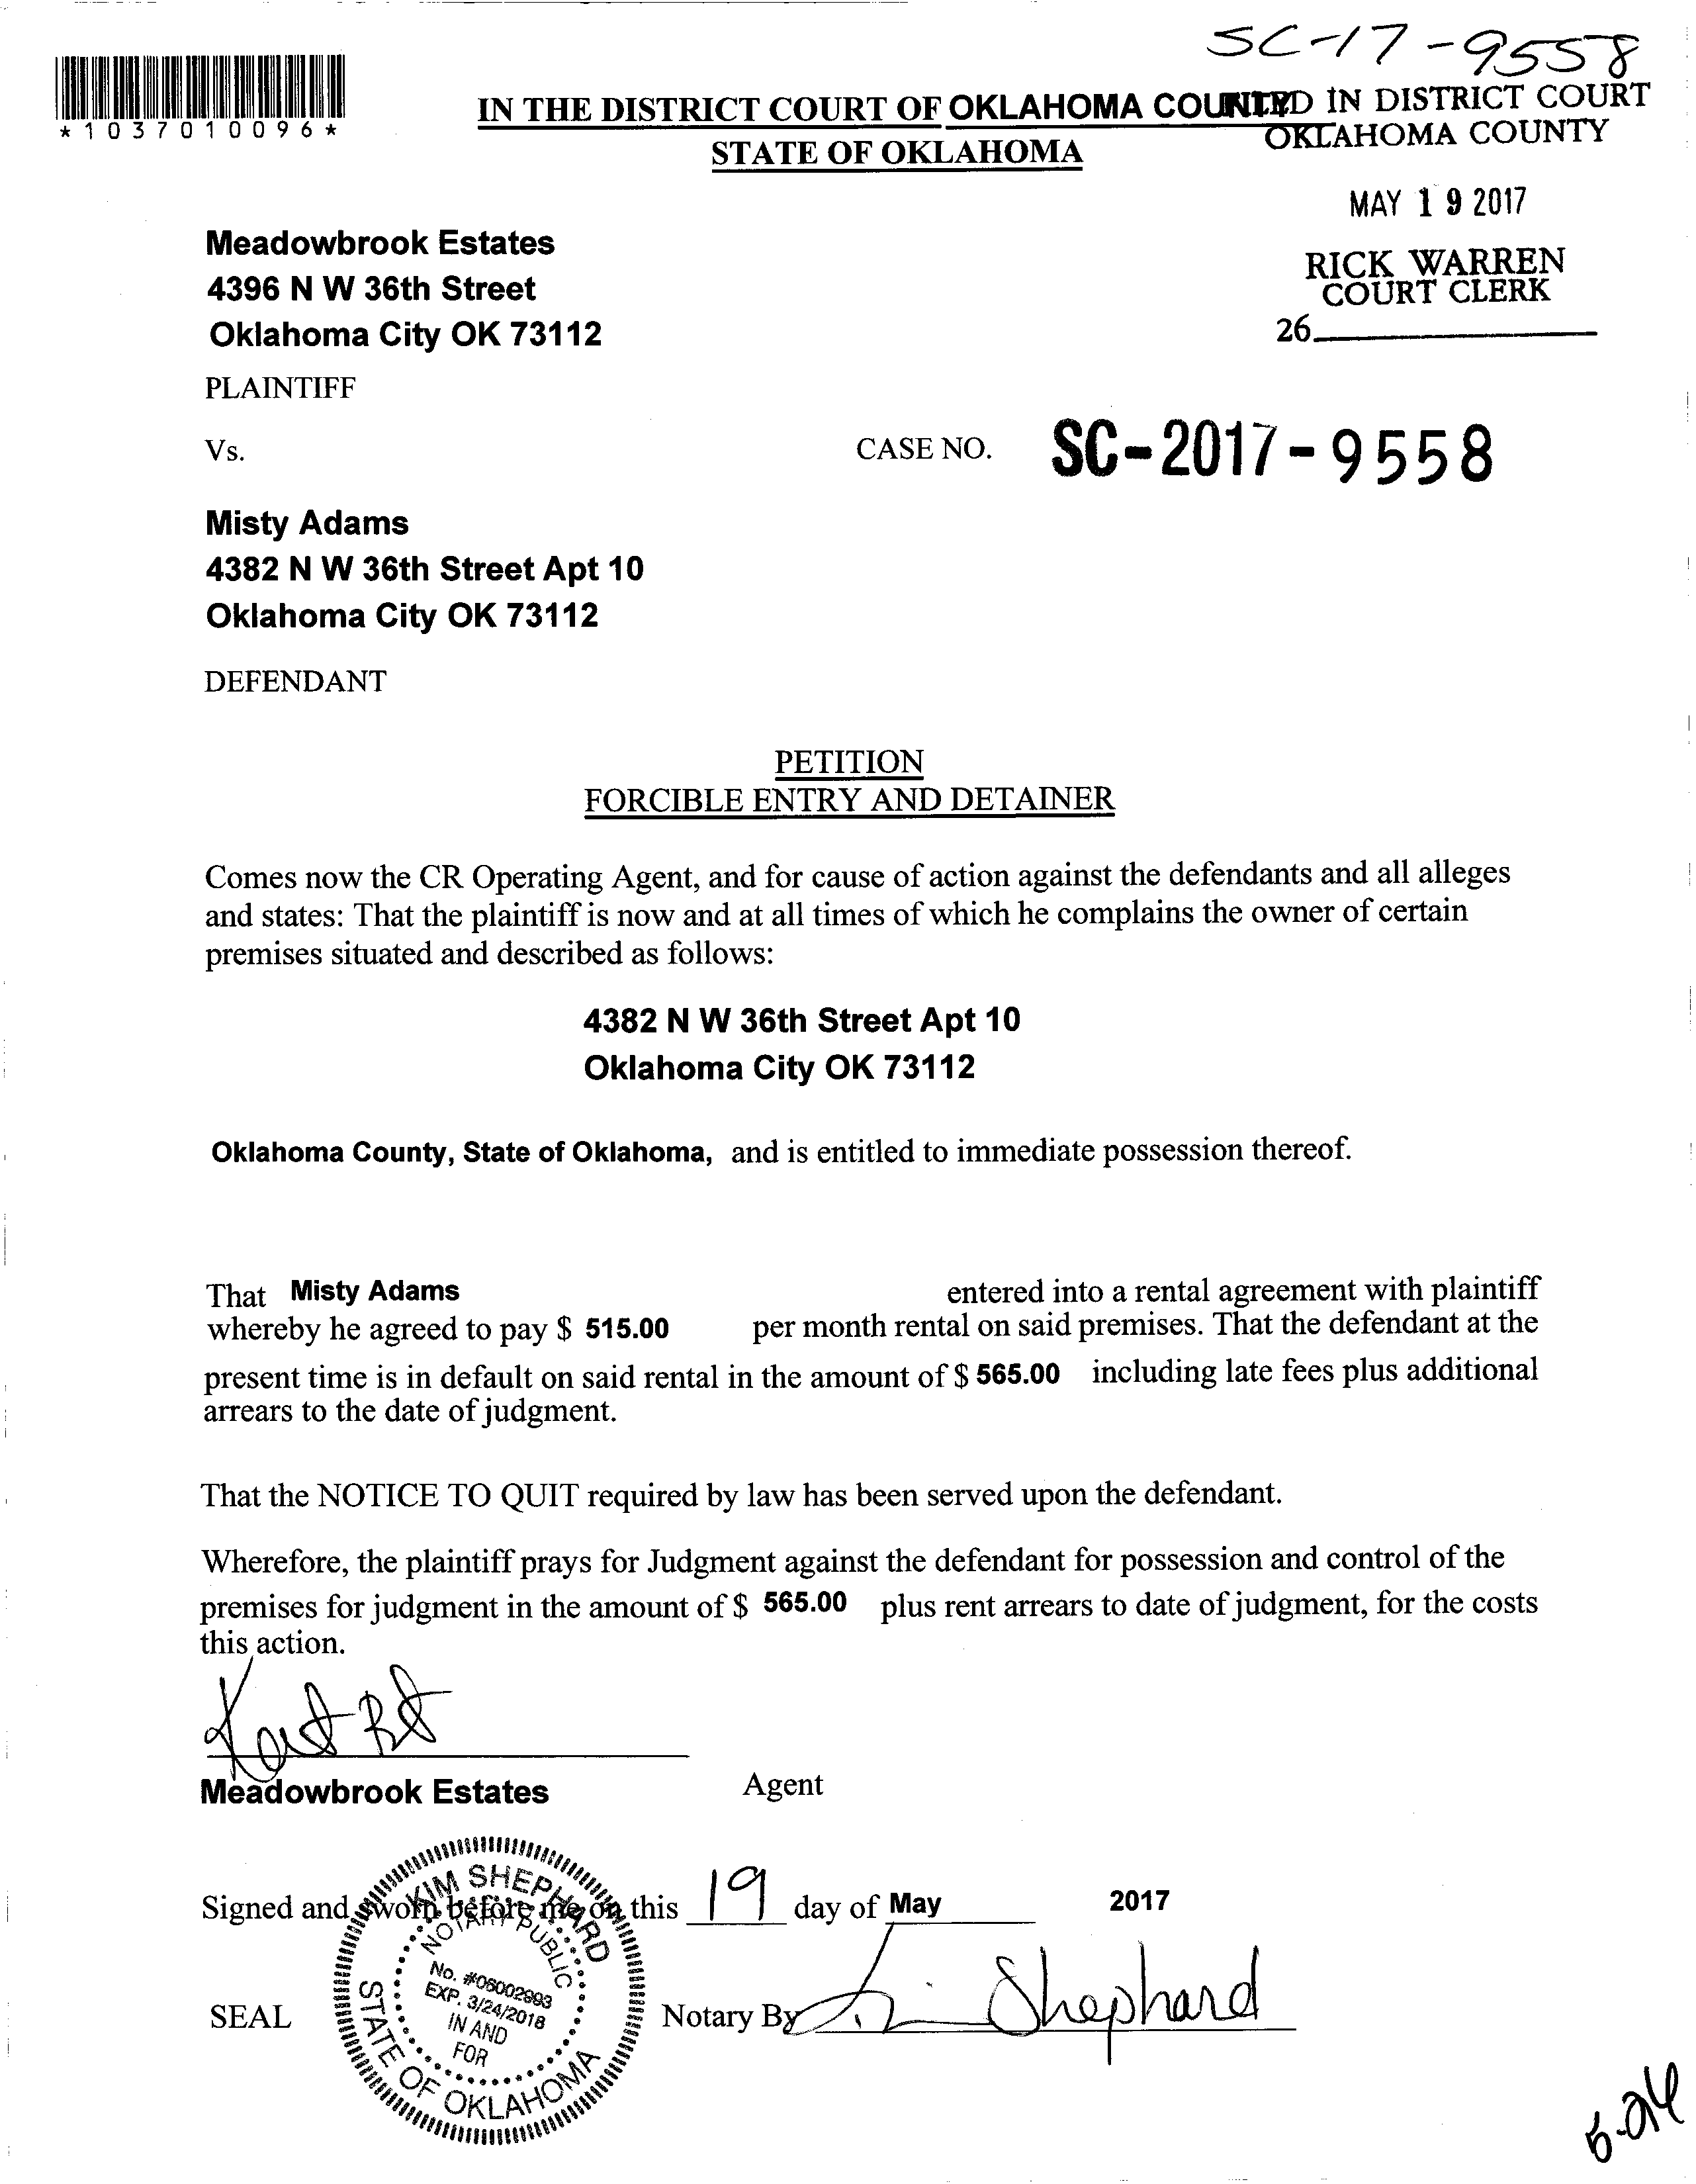 SC-17-9558
*1037010096*
IN THE DISTRICT COURT OF OKLAHOMA COUNTY
STATE OF OKLAHOMA
IN DISTRICT COURT
OKLAHOMA COUNTY
MAY 19 2017
RICK WARREN
COURT CLERK
26
Meadowbrook Estates
4396 N W 36th Street
Oklahoma City OK 73112
PLAINTIFF
Vs.
CASE NO. SC-2017-9558
Misty Adams
4382 N W 36th Street Apt 10
Oklahoma City OK 73112
DEFENDANT
PETITION
FORCIBLE ENTRY AND DETAINER
Comes now the CR Operating Agent, and for cause of action against the defendants and all alleges
and states: That the plaintiff is now and at all times of which he complains the owner of certain
premises situated and described as follows:
4382 N W 36th Street Apt 10
Oklahoma City OK 73112
Oklahoma County, State of Oklahoma, and is entitled to immediate possession thereof.
That Misty Adams entered into a rental agreement with plaintiff
whereby he agreed to pay $ 515.00 per month rental on said premises. That the defendant at the
present time is in default on said rental in the amount of $ 565.00 including late fees plus additional
arrears to the date of judgment.
That the NOTICE TO QUIT required by law has been served upon the defendant.
Wherefore, the plaintiff prays for Judgment against the defendant for possession and control of the
premises for judgment in the amount of $ 565.00 plus rent arrears to date of judgment, for the costs
this action.
Meadowbrook Estates Agent
Signed and sworn before me on this 19 day of May 2017
SEAL
KIM SHEPHARD
NOTARY PUBLIC
No. #06002993
EXP. 3/24/2018
IN AND
FOR
STATE OF OKLAHOMA
Notary By Kim Shephard